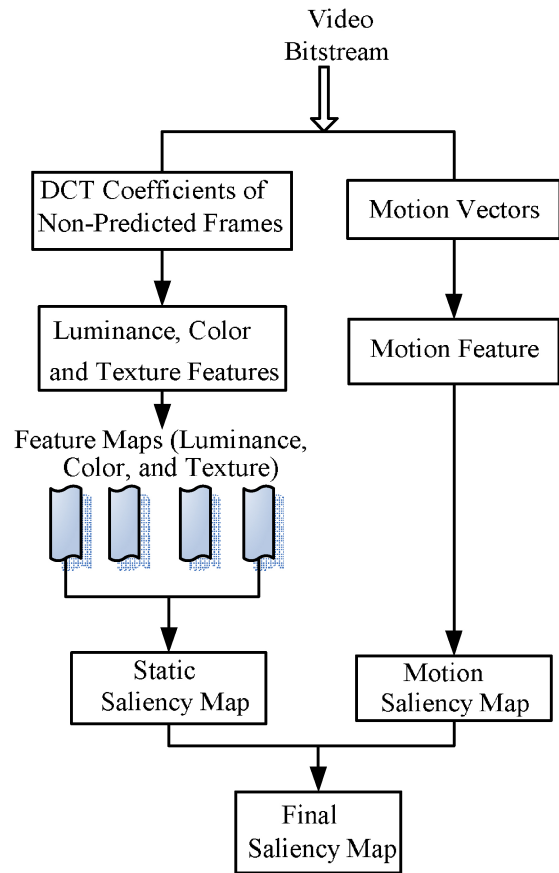 Video
Bitstream
DCT Coefficients of
Non-Predicted Frames
Motion Vectors
Luminance, Color
and Texture Features
Motion Feature
Feature Maps (Luminance,
Color, and Texture)
Static
Saliency Map
Motion
Saliency Map
Final
Saliency Map